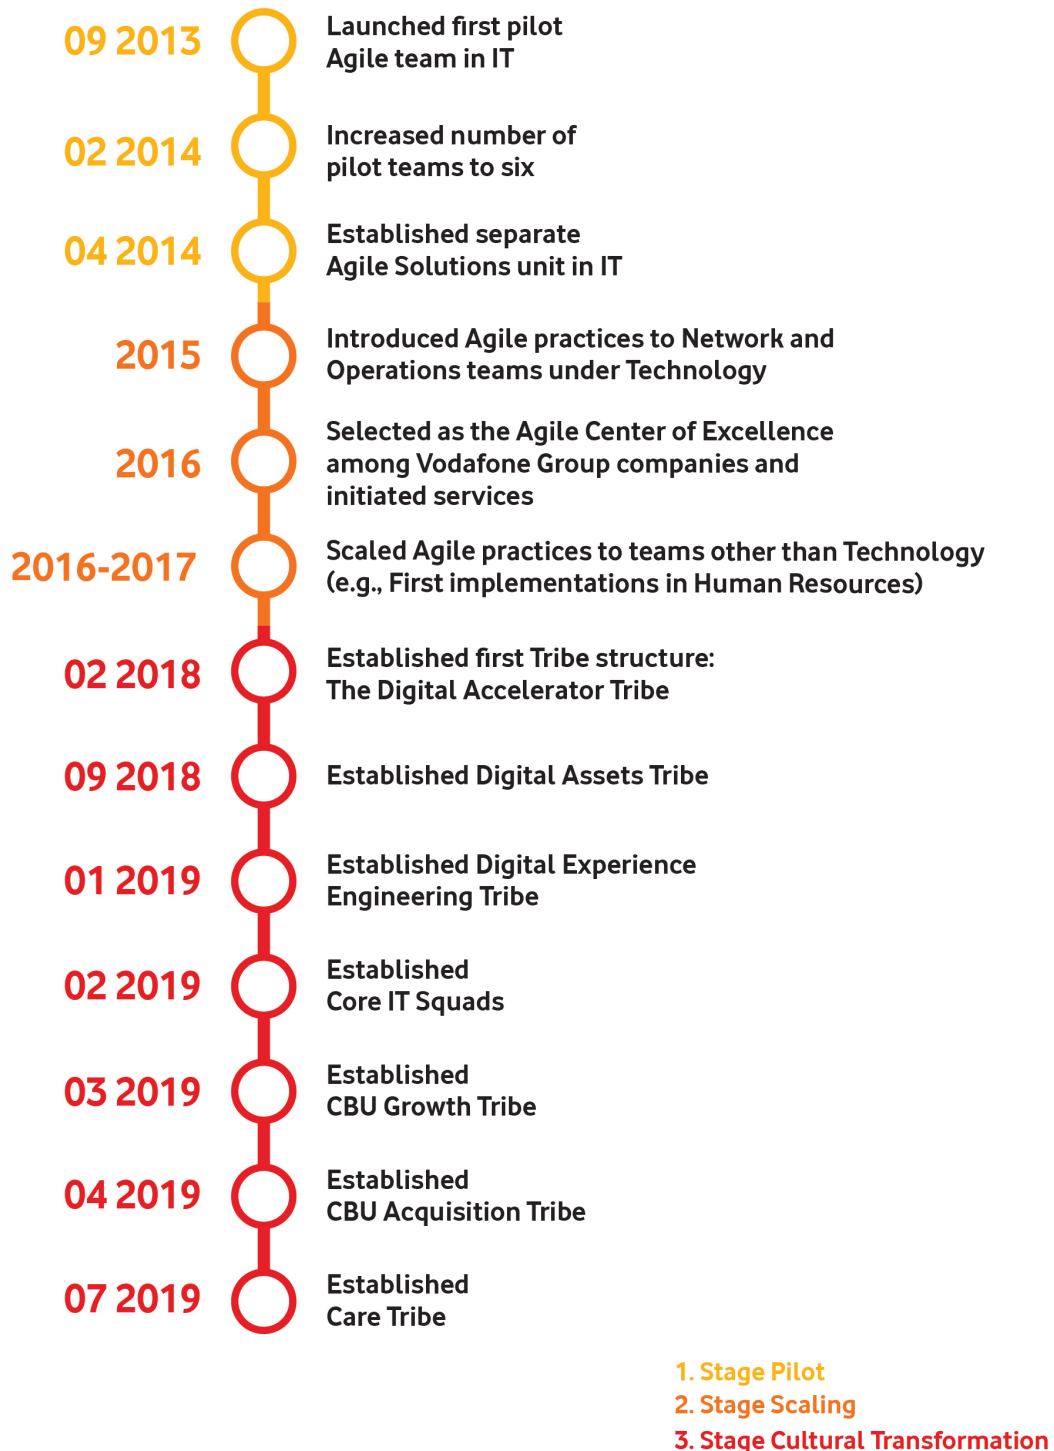 09 2013
Launched first pilot
Agile team in IT
02 2014
Increased number of
pilot teams to six
04 2014
Established separate
Agile Solutions unit in IT
2015
Introduced Agile practices to Network and
Operations teams under Technology
2016
Selected as the Agile Center of Excellence
among Vodafone Group companies and
initiated services
2016-2017
Scaled Agile practices to teams other than Technology
(e.g., First implementations in Human Resources)
02 2018
Established first Tribe structure:
The Digital Accelerator Tribe
09 2018
Established Digital Assets Tribe
01 2019
Established Digital Experience
Engineering Tribe
02 2019
Established
Core IT Squads
03 2019
Established
CBU Growth Tribe
04 2019
Established
CBU Acquisition Tribe
07 2019
Established
Care Tribe
1. Stage Pilot
2. Stage Scaling
3. Stage Cultural Transformation